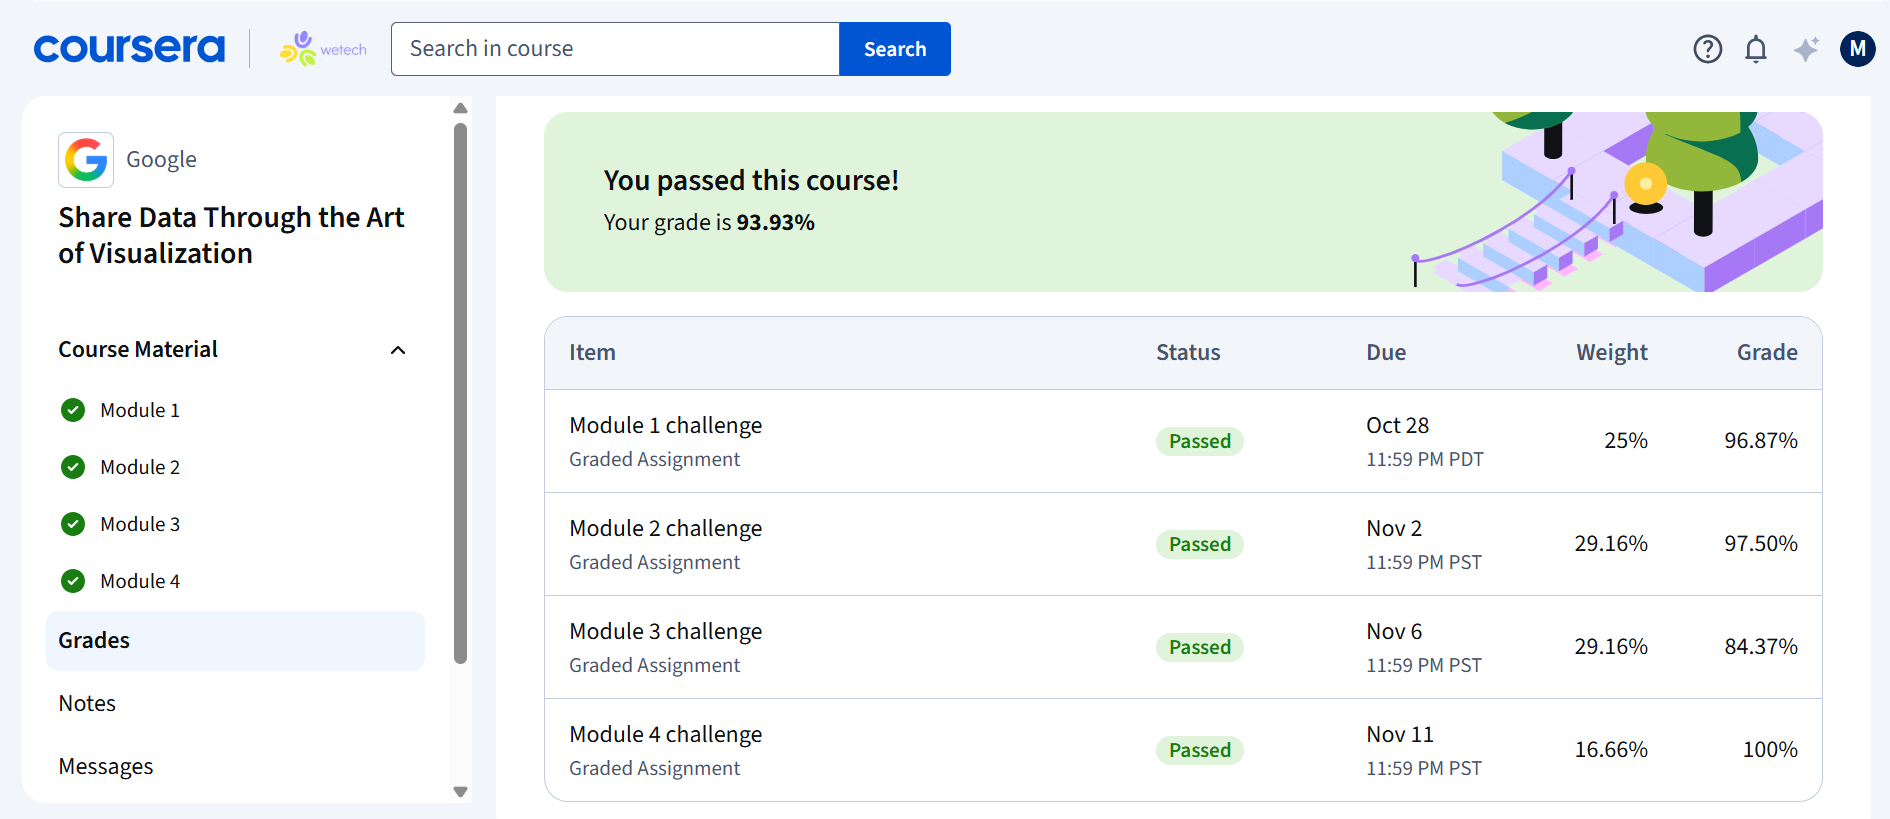 coursera
wetech
Search in course
Search
M
Google
Share Data Through the Art
of Visualization
Course Material
Module 1
Module 2
Module 3
Module 4
Grades
Notes
Messages
You passed this course!
Your grade is 93.93%
Item Status Due Weight Grade
Module 1 challenge
Graded Assignment
Passed
Oct 28
11:59 PM PDT
25%
96.87%
Module 2 challenge
Graded Assignment
Passed
Nov 2
11:59 PM PST
29.16%
97.50%
Module 3 challenge
Graded Assignment
Passed
Nov 6
11:59 PM PST
29.16%
84.37%
Module 4 challenge
Graded Assignment
Passed
Nov 11
11:59 PM PST
16.66%
100%